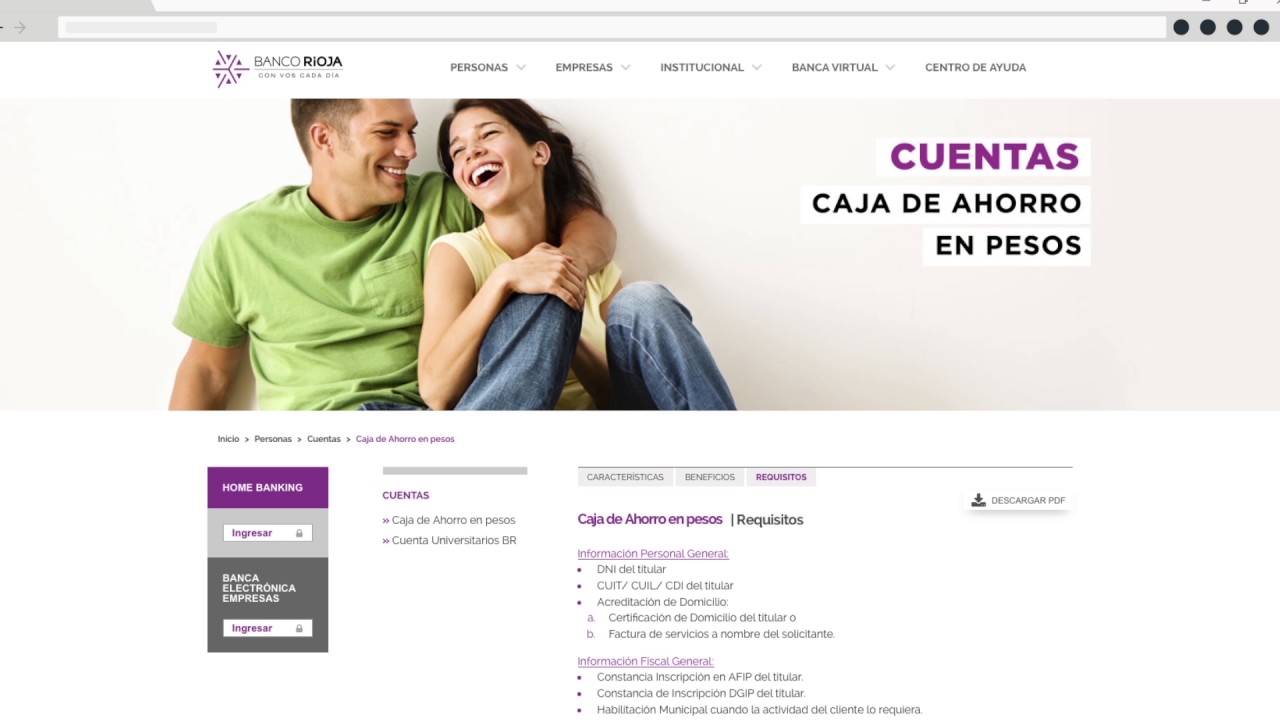 BANCO RIOJA
CON VOS CADA DÍA
PERSONAS
EMPRESAS
INSTITUCIONAL
BANCA VIRTUAL
CENTRO DE AYUDA
CUENTAS
CAJA DE AHORRO
EN PESOS
Inicio > Personas > Cuentas > Caja de Ahorro en pesos
HOME BANKING
Ingresar
BANCA
ELECTRÓNICA
EMPRESAS
Ingresar
CUENTAS
» Caja de Ahorro en pesos
» Cuenta Universitarios BR
CARACTERÍSTICAS
BENEFICIOS
REQUISITOS
DESCARGAR PDF
Caja de Ahorro en pesos | Requisitos
Información Personal General:
• DNI del titular
• CUIT/ CUIL/ CDI del titular
• Acreditación de Domicilio:
a. Certificación de Domicilio del titular o
b. Factura de servicios a nombre del solicitante.
Información Fiscal General:
• Constancia Inscripción en AFIP del titular.
• Constancia de Inscripción DGIP del titular.
• Habilitación Municipal cuando la actividad del cliente lo requiera.